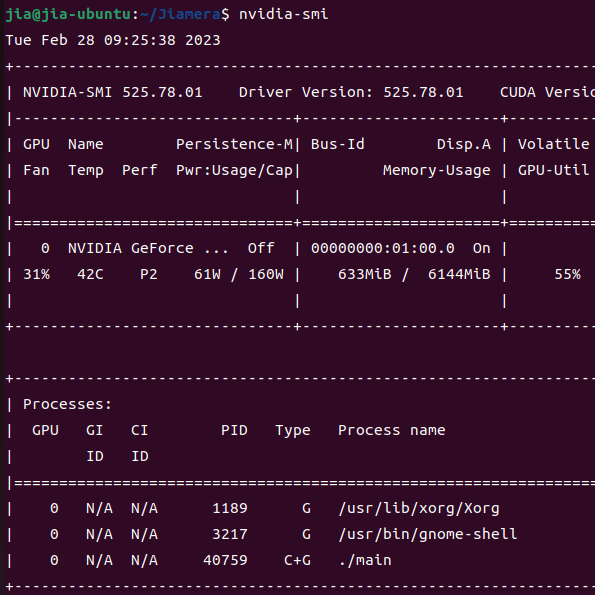 jia@jia-ubuntu:~/Jiamera$ nvidia-smi
Tue Feb 28 09:25:38 2023
+-------------------------------+----------------------+----------
| NVIDIA-SMI 525.78.01    Driver Version: 525.78.01    CUDA Versio
|-------------------------------+----------------------+----------
| GPU  Name        Persistence-M| Bus-Id        Disp.A | Volatile
| Fan  Temp  Perf  Pwr:Usage/Cap|         Memory-Usage | GPU-Util
|                               |                      |
|===============================+======================+==========
|   0  NVIDIA GeForce ...  Off  | 00000000:01:00.0  On |
| 31%   42C    P2    61W / 160W |    633MiB /  6144MiB |     55%
|                               |                      |
+-------------------------------+----------------------+----------
+-----------------------------------------------------------------
| Processes:
|  GPU   GI   CI        PID   Type   Process name
|        ID   ID
|=================================================================
|    0   N/A  N/A      1189      G   /usr/lib/xorg/Xorg
|    0   N/A  N/A      3217      G   /usr/bin/gnome-shell
|    0   N/A  N/A     40759    C+G   ./main
+-----------------------------------------------------------------